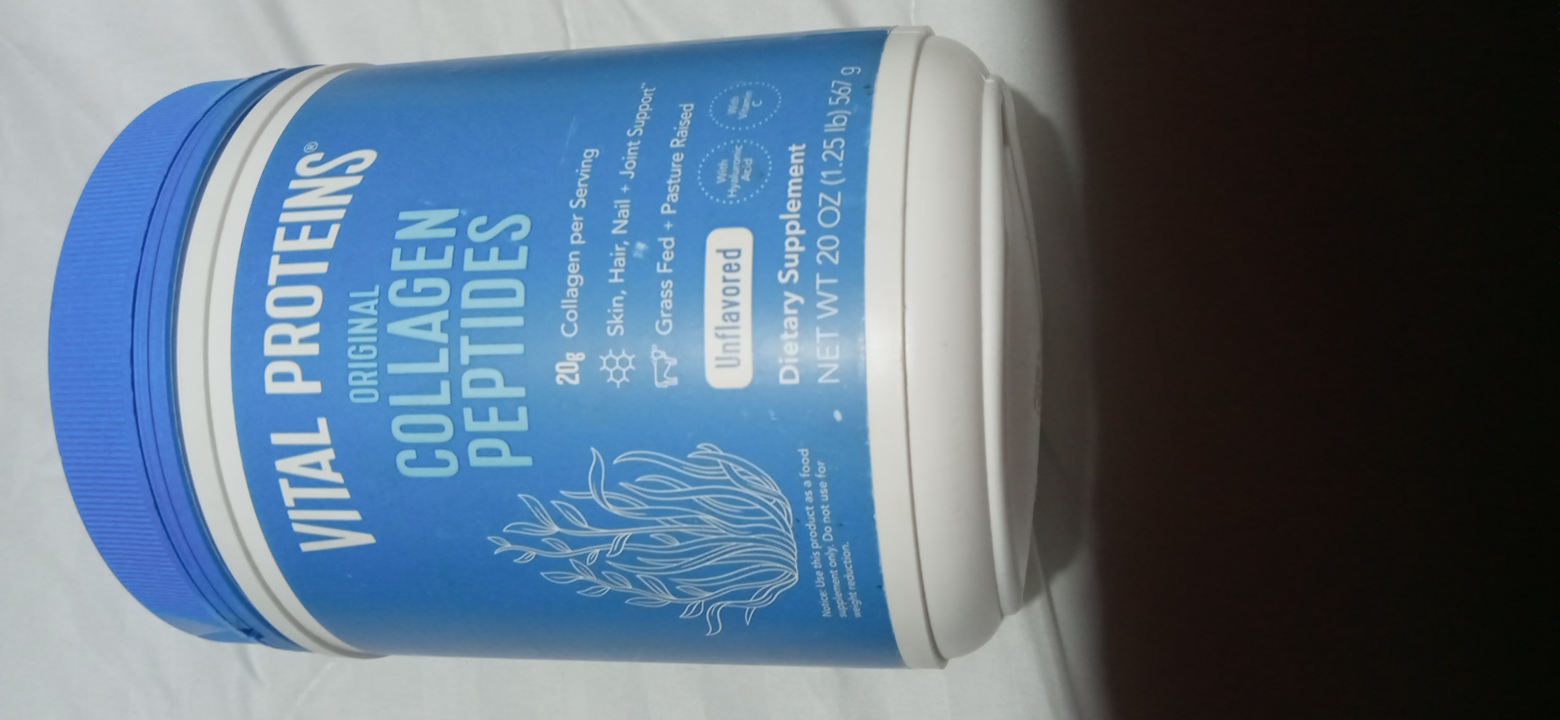 VITAL PROTEINS®
ORIGINAL
COLLAGEN
PEPTIDES
20g Collagen per Serving
Skin, Hair, Nail + Joint Support*
Grass Fed + Pasture Raised
Unflavored
With
Hyaluronic
Acid
With
Vitamin
C
Dietary Supplement
NET WT 20 OZ (1.25 lb) 567 g
Notice: Use this product as a food
supplement only. Do not use for
weight reduction.